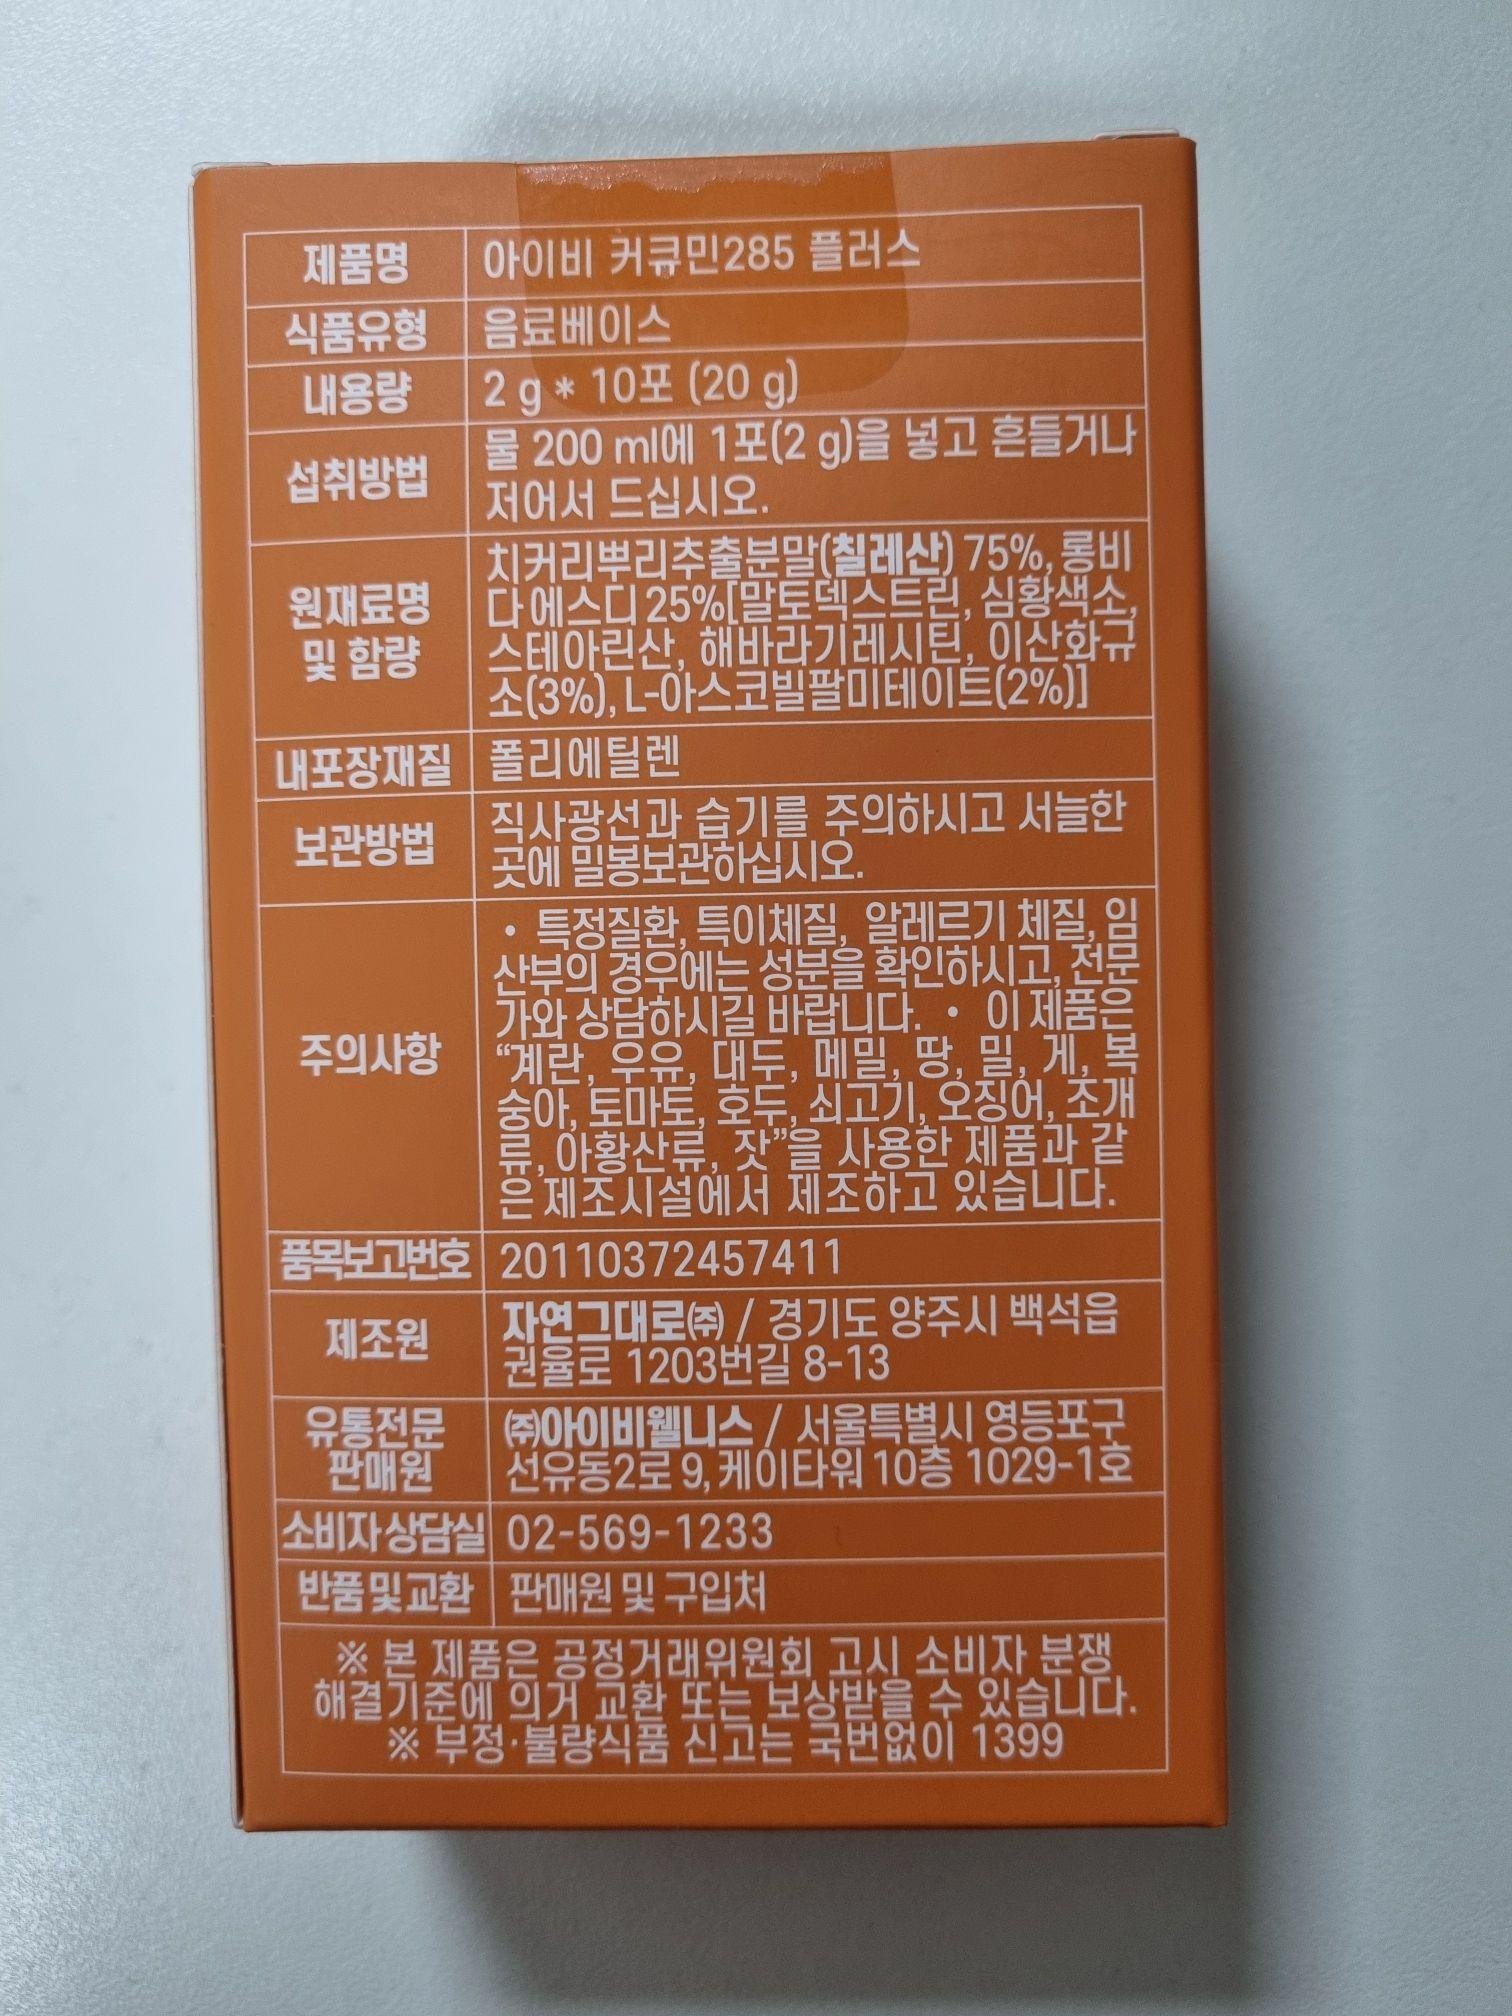 제품명 아이비 커큐민285 플러스
식품유형 음료베이스
내용량 2 g * 10포 (20 g)
섭취방법
물 200 ml에 1포(2 g)을 넣고 흔들거나
저어서 드십시오.
원재료명
및 함량
치커리뿌리추출분말(칠레산) 75%, 롱비
다에스디 25%[말토덱스트린, 심황색소,
스테아린산, 해바라기레시틴, 이산화규
소(3%), L-아스코빌팔미테이트(2%)]
내포장재질 폴리에틸렌
보관방법
직사광선과 습기를 주의하시고 서늘한
곳에 밀봉보관하십시오.
주의사항
• 특정질환, 특이체질, 알레르기 체질, 임
산부의 경우에는 성분을 확인하시고, 전문
가와 상담하시길 바랍니다. • 이 제품은
“계란, 우유, 대두, 메밀, 땅, 밀, 게, 복
숭아, 토마토, 호두, 쇠고기, 오징어, 조개
류, 아황산류, 잣”을 사용한 제품과 같
은 제조시설에서 제조하고 있습니다.
품목보고번호 20110372457411
제조원
자연그대로㈜ / 경기도 양주시 백석읍
권율로 1203번길 8-13
유통전문
판매원
㈜아이비웰니스 / 서울특별시 영등포구
선유동2로 9, 케이타워 10층 1029-1호
소비자상담실 02-569-1233
반품및교환 판매원 및 구입처
※ 본 제품은 공정거래위원회 고시 소비자 분쟁
해결기준에 의거 교환 또는 보상받을 수 있습니다.
※ 부정·불량식품 신고는 국번없이 1399